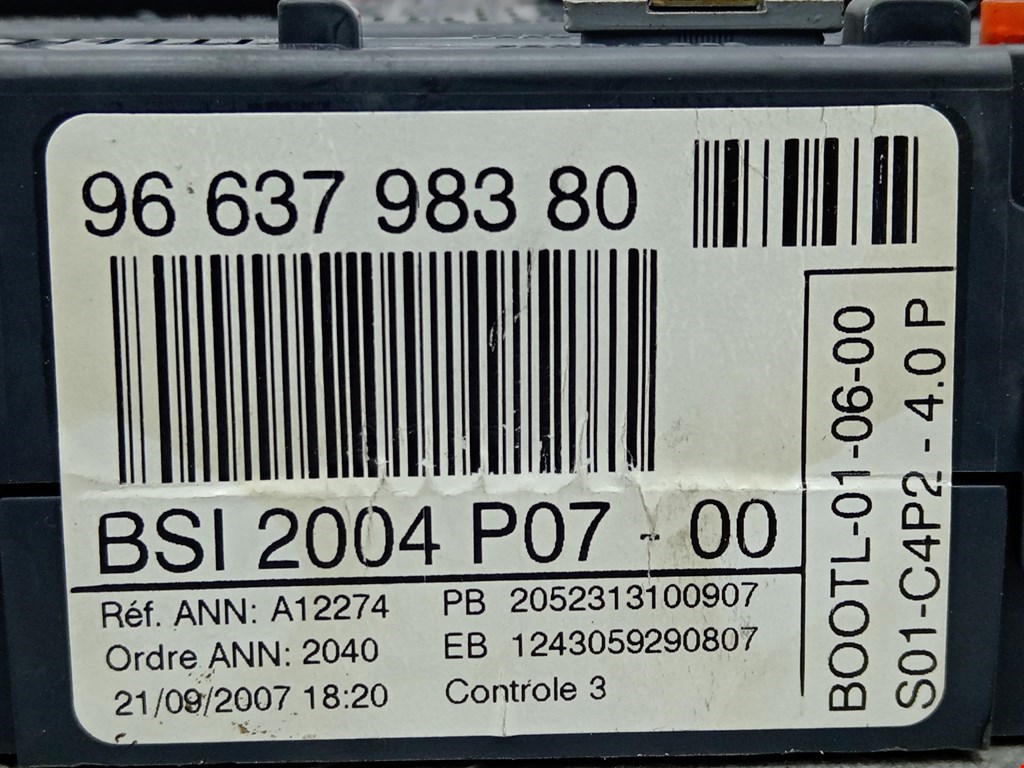 96 637 983 80
BSI 2004 P07 - 00
Réf. ANN: A12274 PB 2052313100907
Ordre ANN: 2040 EB 1243059290807
21/09/2007 18:20 Controle 3
BOOTL-01-06-00
S01-C4P2 - 4.0 P